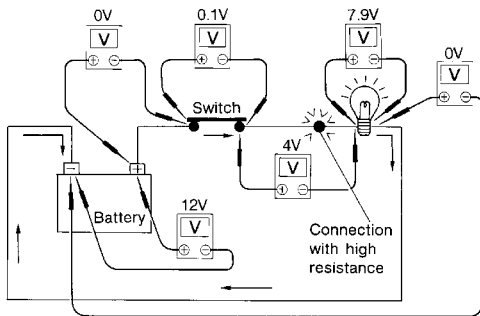 0V
V
⊕ ⊖
0.1V
V
⊕ ⊖
7.9V
V
⊕ ⊖
0V
V
⊕ ⊖
Switch
4V
V
⊕ ⊖
− +
Battery
12V
V
⊕ ⊖
Connection
with high
resistance